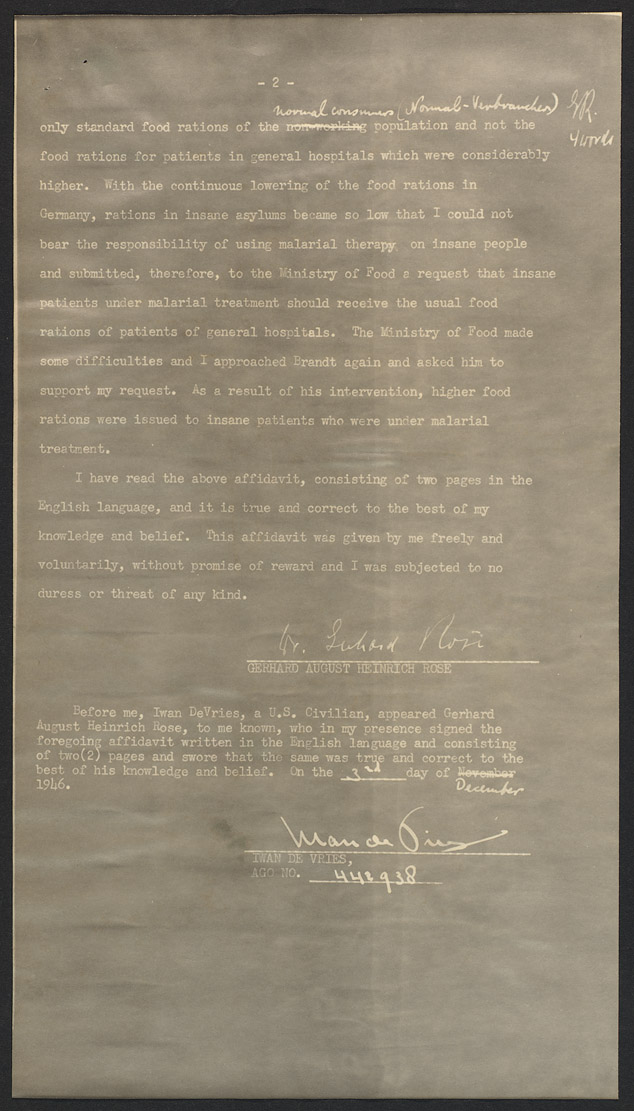 - 2 -
normal consumers (Normal-Verbraucher) GR.
only standard food rations of the non-working population and not the
4 words
food rations for patients in general hospitals which were considerably
higher. With the continuous lowering of the food rations in
Germany, rations in insane asylums became so low that I could not
bear the responsibility of using malarial therapy on insane people
and submitted, therefore, to the Ministry of Food a request that insane
patients under malarial treatment should receive the usual food
rations of patients of general hospitals. The Ministry of Food made
some difficulties and I approached Brandt again and asked him to
support my request. As a result of his intervention, higher food
rations were issued to insane patients who were under malarial
treatment.
I have read the above affidavit, consisting of two pages in the
English language, and it is true and correct to the best of my
knowledge and belief. This affidavit was given by me freely and
voluntarily, without promise of reward and I was subjected to no
duress or threat of any kind.
Dr. Gerhard Rose
GERHARD AUGUST HEINRICH ROSE
Before me, Iwan DeVries, a U.S. Civilian, appeared Gerhard
August Heinrich Rose, to me known, who in my presence signed the
foregoing affidavit written in the English language and consisting
of two(2) pages and swore that the same was true and correct to the
best of his knowledge and belief. On the 3rd day of November
December
1946.
Iwan de Vries
IWAN DE VRIES,
AGO NO. 442938